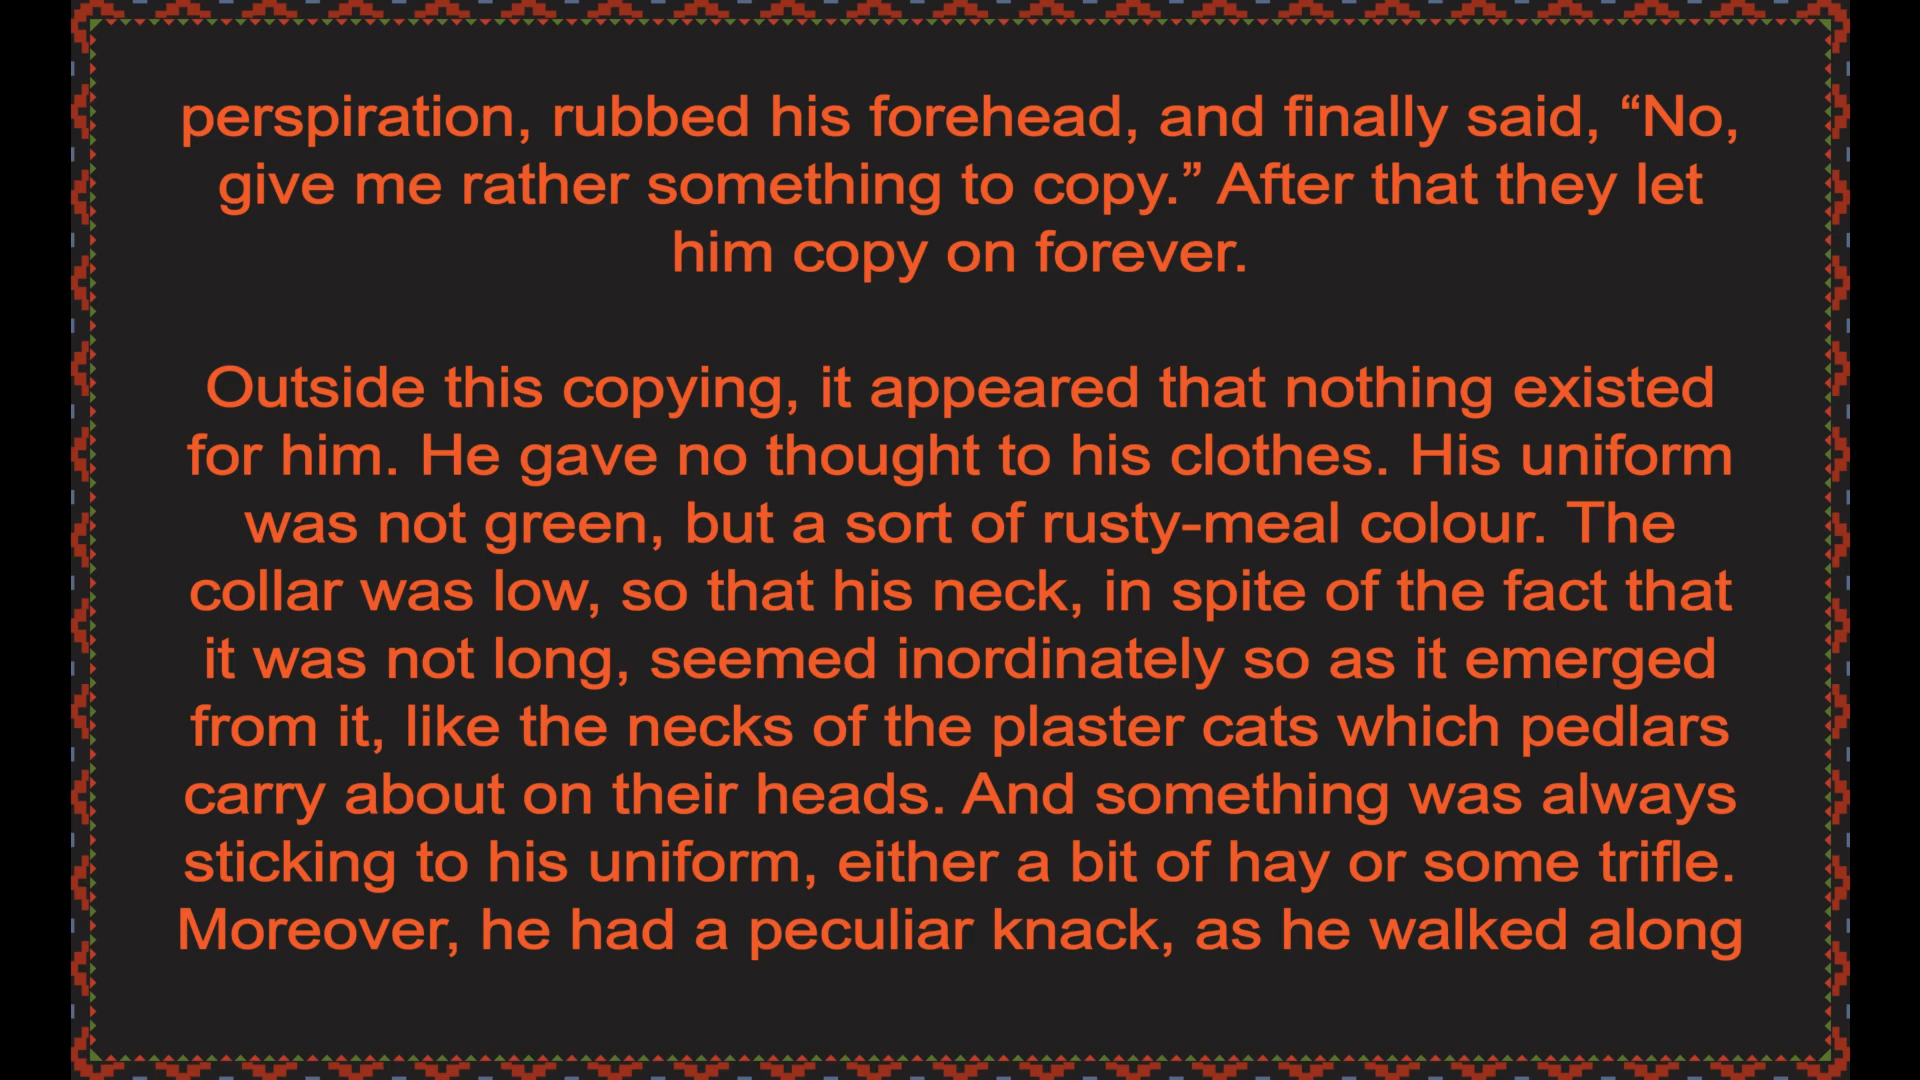 perspiration, rubbed his forehead, and finally said, “No,
give me rather something to copy.” After that they let
him copy on forever.
Outside this copying, it appeared that nothing existed
for him. He gave no thought to his clothes. His uniform
was not green, but a sort of rusty-meal colour. The
collar was low, so that his neck, in spite of the fact that
it was not long, seemed inordinately so as it emerged
from it, like the necks of the plaster cats which pedlars
carry about on their heads. And something was always
sticking to his uniform, either a bit of hay or some trifle.
Moreover, he had a peculiar knack, as he walked along